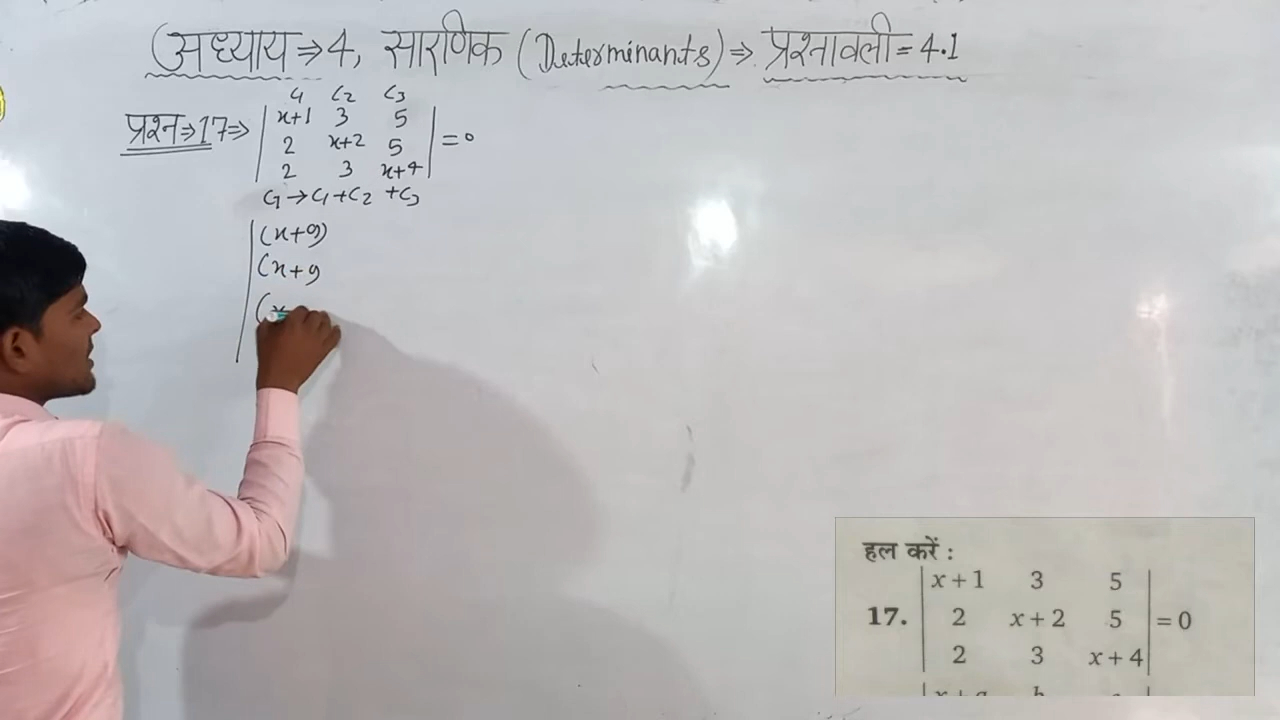 (अध्याय⇒4, सारणिक (Determinants)⇒ प्रश्नावली=4.1
C₁ C₂ C₃
प्रश्न⇒17⇒ | x+1 3 5 |
| 2 x+2 5 | =0
| 2 3 x+4 |
C₁→C₁+C₂+C₃
(x+9)
(x+9
(x
हल करें :
| x+1 3 5 |
17. | 2 x+2 5 | = 0
| 2 3 x+4 |